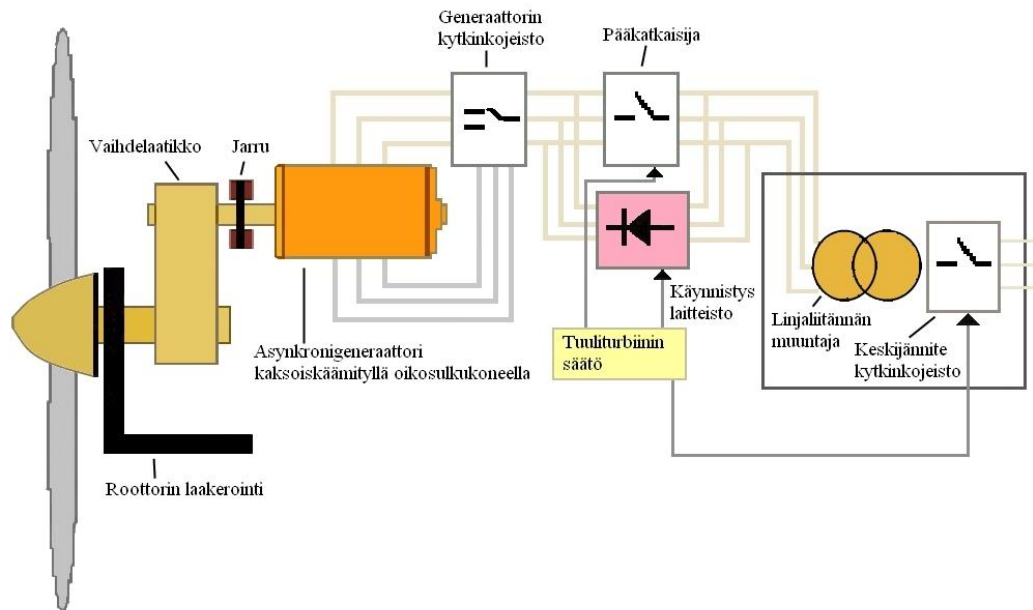 Generaattorin
kytkinkojeisto
Pääkatkaisija
Vaihdelaatikko
Jarru
Käynnistys
laitteisto
Linjaliitännän
muuntaja
Tuuliturbiinin
säätö
Keskijännite
kytkinkojeisto
Asynkronigeneraattori
kaksoiskäämityllä oikosulkukoneella
Roottorin laakerointi